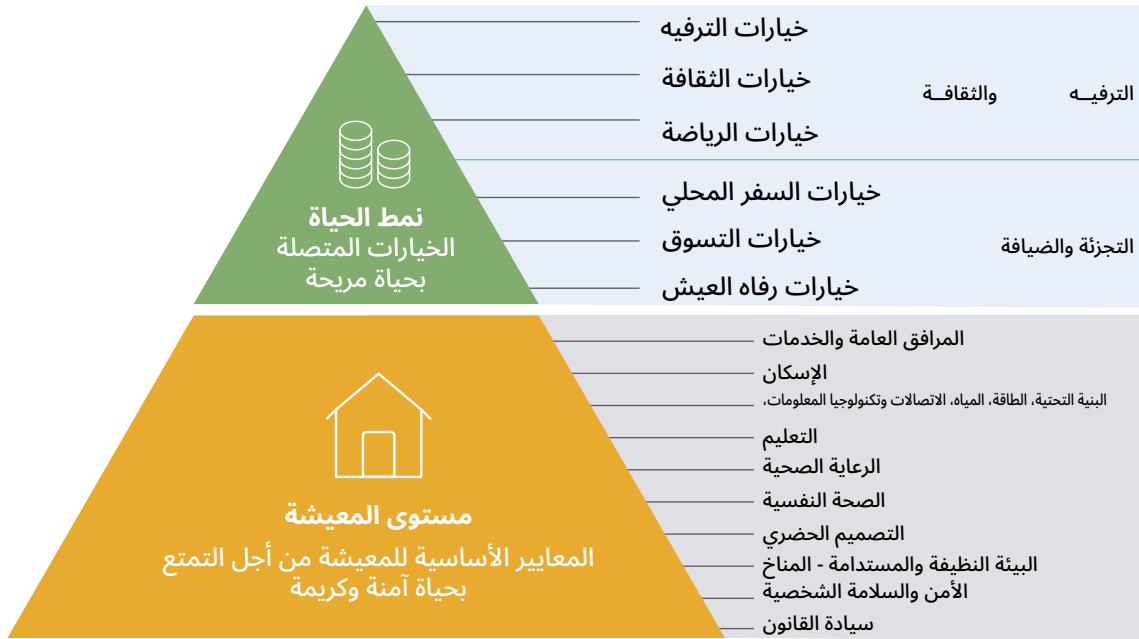 خيارات الترفيه
خيارات الثقافة
الترفيــه والثقافــة
خيارات الرياضة
خيارات السفر المحلي
خيارات التسوق
التجزئة والضيافة
خيارات رفاه العيش
نمط الحياة
الخيارات المتصلة
بحياة مريحة
المرافق العامة والخدمات
الإسكان
البنية التحتية، الطاقة، المياه، الاتصالات وتكنولوجيا المعلومات،
التعليم
الرعاية الصحية
الصحة النفسية
التصميم الحضري
البيئة النظيفة والمستدامة - المناخ
الأمن والسلامة الشخصية
سيادة القانون
مستوى المعيشة
المعايير الأساسية للمعيشة من أجل التمتع
بحياة آمنة وكريمة